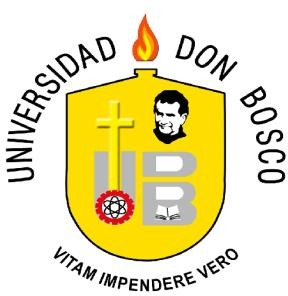 UNIVERSIDAD DON BOSCO
UDB
VITAM IMPENDERE VERO